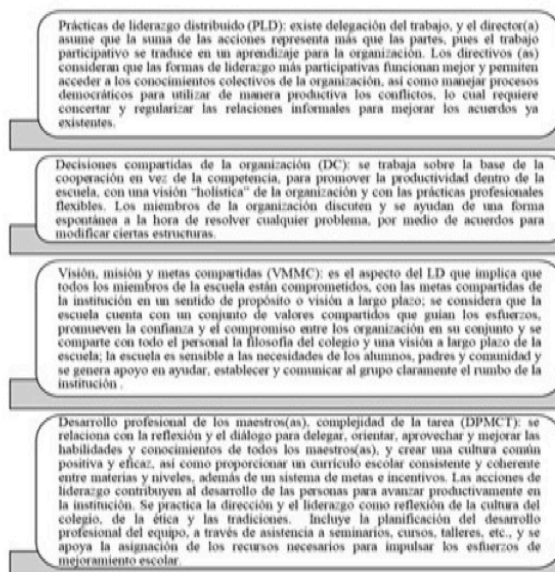 Prácticas de liderazgo distribuido (PLD): existe delegación del trabajo, y el director(a)
asume que la suma de las acciones representa más que las partes, pues el trabajo
participativo se traduce en un aprendizaje para la organización. Los directivos (as)
consideran que las formas de liderazgo más participativas funcionan mejor y permiten
acceder a los conocimientos colectivos de la organización, así como manejar procesos
democráticos para utilizar de manera productiva los conflictos, lo cual requiere
concertar y regularizar las relaciones informales para mejorar los acuerdos ya
existentes.
Decisiones compartidas de la organización (DC): se trabaja sobre la base de la
cooperación en vez de la competencia, para promover la productividad dentro de la
escuela, con una visión "holística" de la organización y con las prácticas profesionales
flexibles. Los miembros de la organización discuten y se ayudan de una forma
espontánea a la hora de resolver cualquier problema, por medio de acuerdos para
modificar ciertas estructuras.
Visión, misión y metas compartidas (VMMC): es el aspecto del LD que implica que
todos los miembros de la escuela están comprometidos, con las metas compartidas de
la institución en un sentido de propósito o visión a largo plazo; se considera que la
escuela cuenta con un conjunto de valores compartidos que guían los esfuerzos,
promueven la confianza y el compromiso entre los organización en su conjunto y se
comparte con todo el personal la filosofía del colegio y una visión a largo plazo de la
escuela; la escuela es sensible a las necesidades de los alumnos, padres y comunidad y
se genera apoyo en ayudar, establecer y comunicar al grupo claramente el rumbo de la
institución .
Desarrollo profesional de los maestros(as), complejidad de la tarea (DPMCT): se
relaciona con la reflexión y el diálogo para delegar, orientar, aprovechar y mejorar las
habilidades y conocimientos de todos los maestros(as), y crear una cultura común
positiva y eficaz, así como proporcionar un currículo escolar consistente y coherente
entre materias y niveles, además de un sistema de metas e incentivos. Las acciones de
liderazgo contribuyen al desarrollo de las personas para avanzar productivamente en
la institución. Se practica la dirección y el liderazgo como reflexión de la cultura del
colegio, de la ética y las tradiciones. Incluye la planificación del desarrollo
profesional del equipo, a través de asistencia a seminarios, cursos, talleres, etc., y se
apoya la asignación de los recursos necesarios para impulsar los esfuerzos de
mejoramiento escolar.